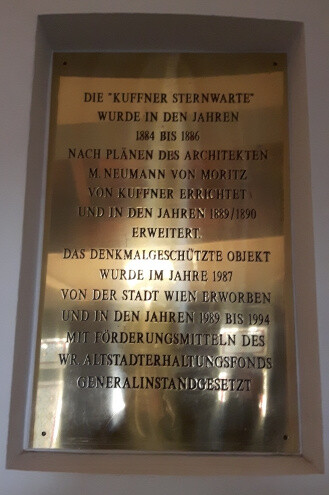 DIE "KUFFNER STERNWARTE"
WURDE IN DEN JAHREN
1884 BIS 1886
NACH PLÄNEN DES ARCHITEKTEN
M. NEUMANN VON MORITZ
VON KUFFNER ERRICHTET
UND IN DEN JAHREN 1889/1890
ERWEITERT.
DAS DENKMALGESCHÜTZTE OBJEKT
WURDE IM JAHRE 1987
VON DER STADT WIEN ERWORBEN
UND IN DEN JAHREN 1989 BIS 1994
MIT FÖRDERUNGSMITTELN DES
WR. ALTSTADTERHALTUNGSFONDS
GENERALINSTANDGESETZT